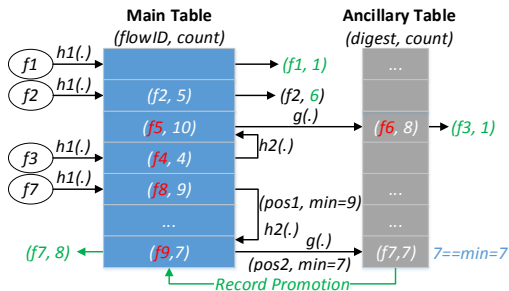 Main Table
(flowID, count)
Ancillary Table
(digest, count)
f1
h1(.)
(f1, 1)
...
f2
h1(.)
(f2, 5)
(f2, 6)
g(.)
(f5, 10)
(f6, 8)
(f3, 1)
h2(.)
f3
h1(.)
(f4, 4)
f7
h1(.)
(f8, 9)
(pos1, min=9)
...
...
h2(.)
g(.)
(f7, 8)
(f9,7)
(pos2, min=7)
(f7,7)
7==min=7
Record Promotion